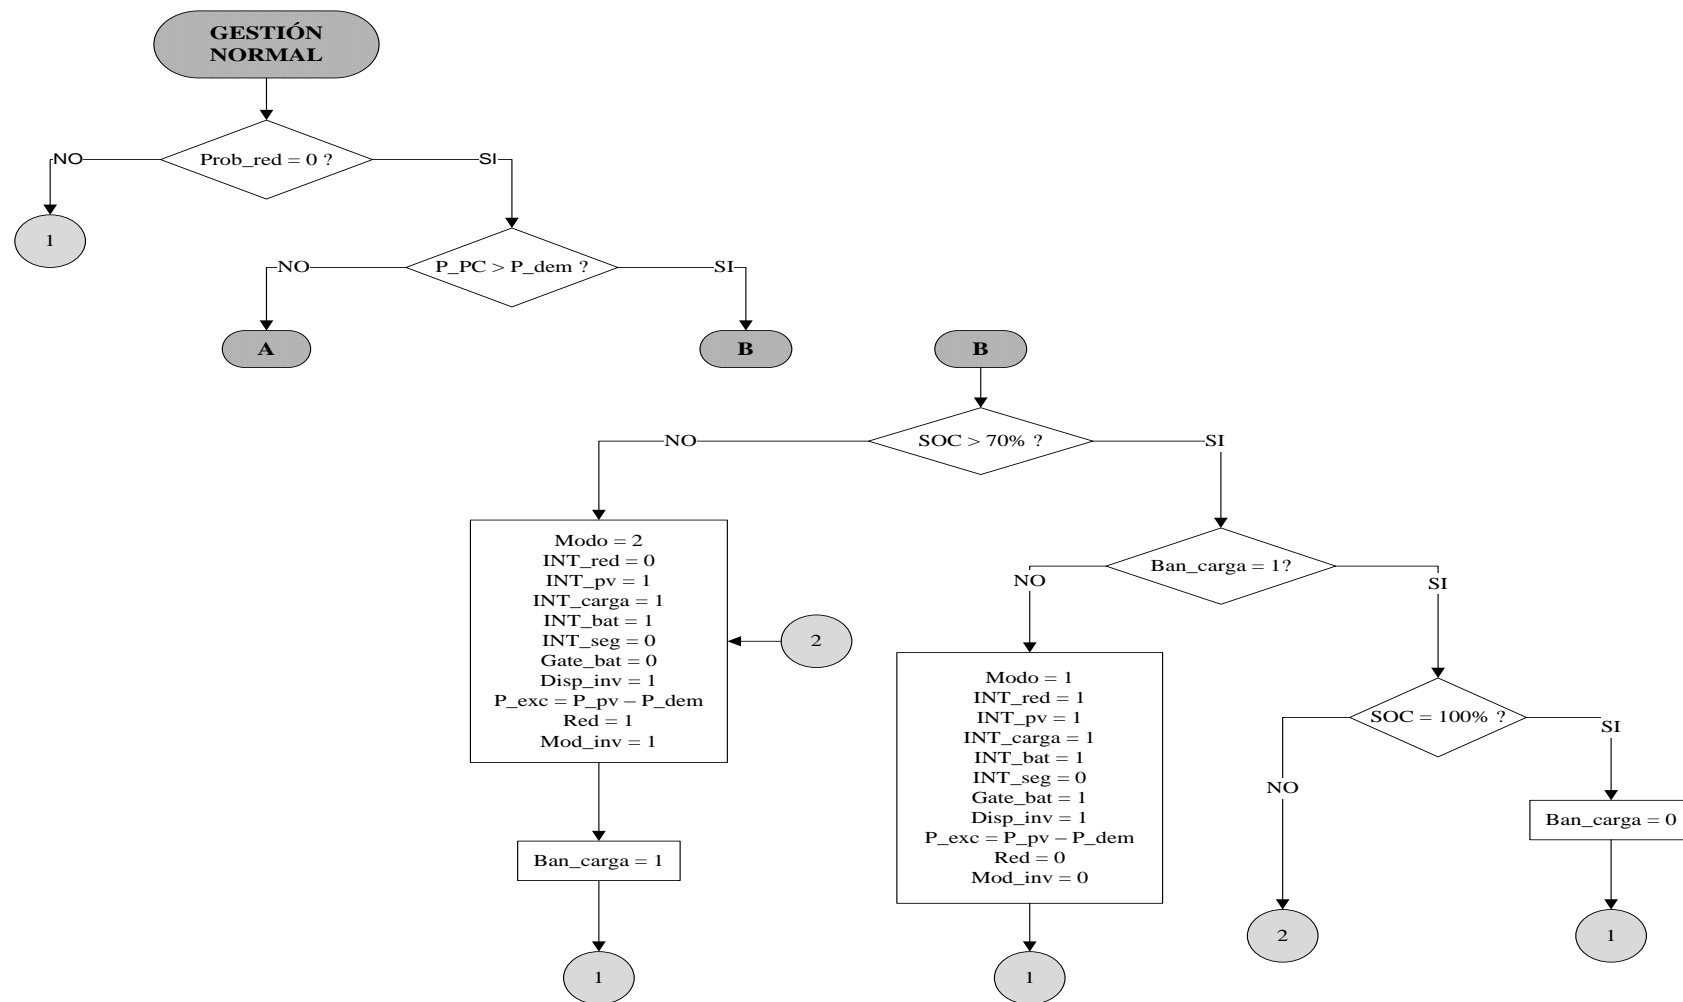 GESTIÓN
NORMAL
Prob_red = 0 ?
NO
SI
1
P_PC > P_dem ?
NO
SI
A
B
B
SOC > 70% ?
NO
SI
Modo = 2
INT_red = 0
INT_pv = 1
INT_carga = 1
INT_bat = 1
INT_seg = 0
Gate_bat = 0
Disp_inv = 1
P_exc = P_pv – P_dem
Red = 1
Mod_inv = 1
2
Ban_carga = 1
1
Ban_carga = 1?
NO
SI
Modo = 1
INT_red = 1
INT_pv = 1
INT_carga = 1
INT_bat = 1
INT_seg = 0
Gate_bat = 1
Disp_inv = 1
P_exc = P_pv – P_dem
Red = 0
Mod_inv = 0
1
SOC = 100% ?
NO
SI
2
Ban_carga = 0
1